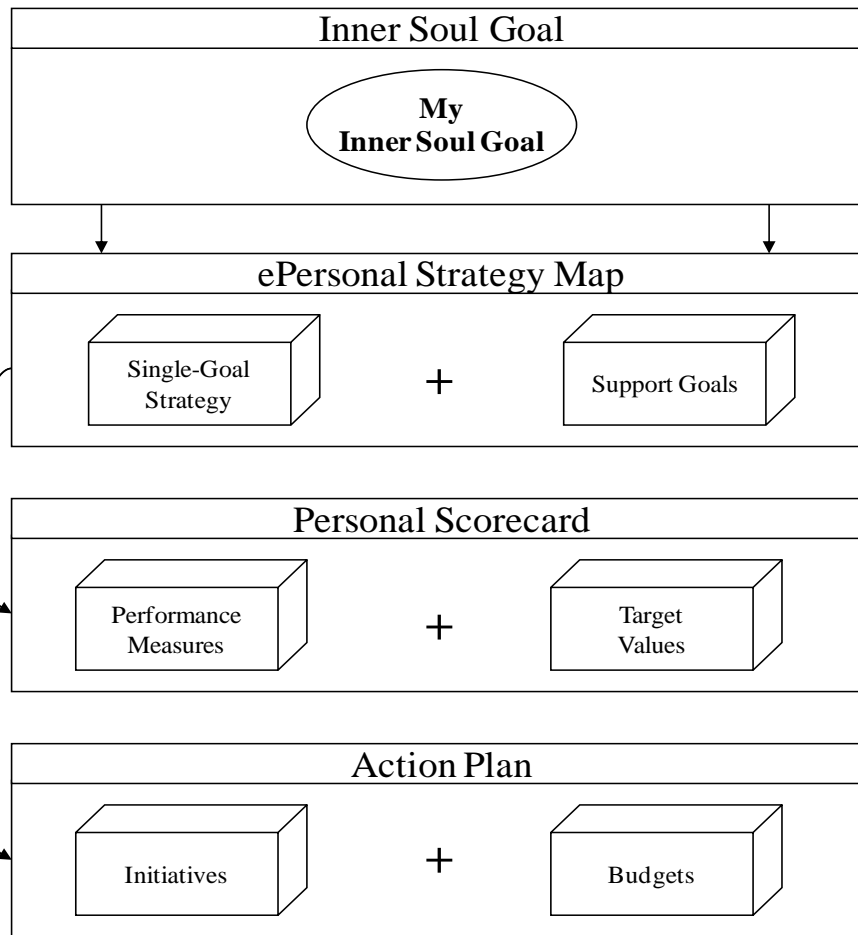 Inner Soul Goal
My
Inner Soul Goal
ePersonal Strategy Map
Single-Goal
Strategy
+
Support Goals
Personal Scorecard
Performance
Measures
+
Target
Values
Action Plan
Initiatives
+
Budgets